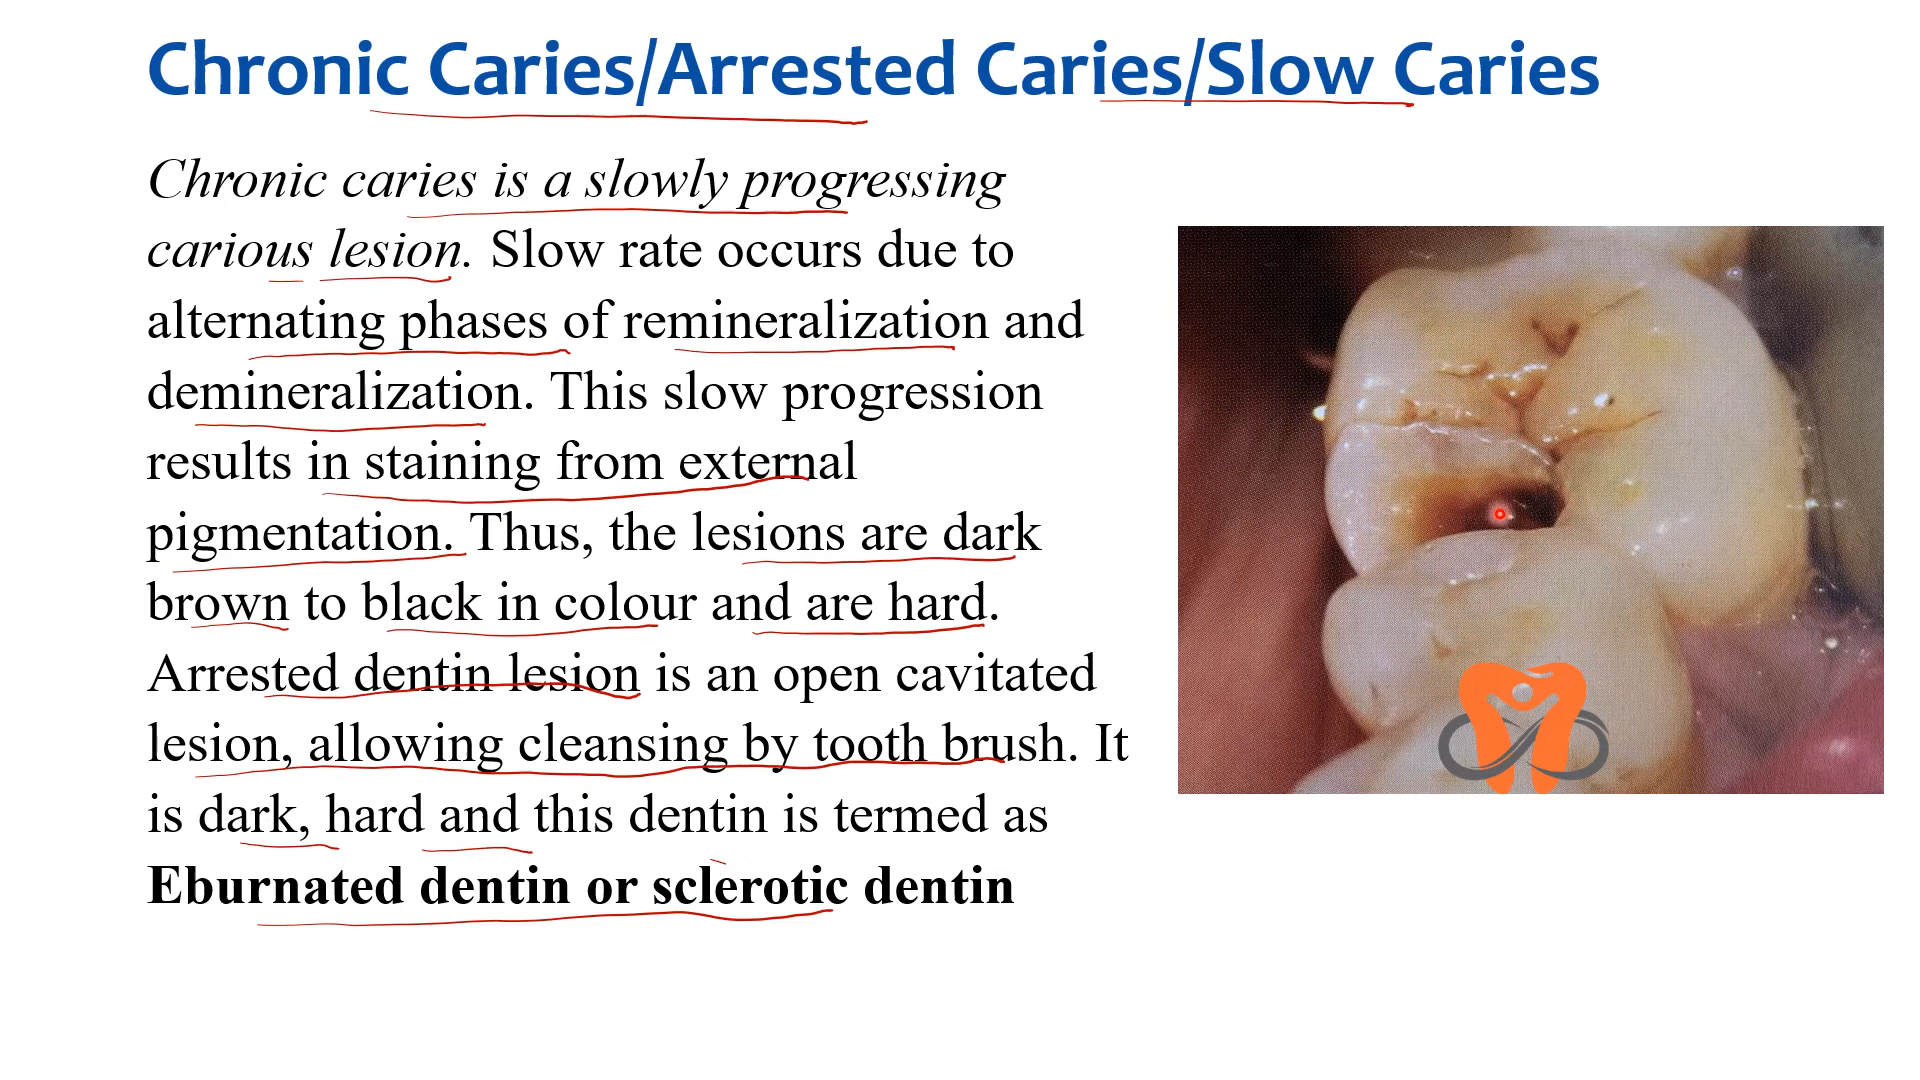 Chronic Caries/Arrested Caries/Slow Caries
Chronic caries is a slowly progressing
carious lesion. Slow rate occurs due to
alternating phases of remineralization and
demineralization. This slow progression
results in staining from external
pigmentation. Thus, the lesions are dark
brown to black in colour and are hard.
Arrested dentin lesion is an open cavitated
lesion, allowing cleansing by tooth brush. It
is dark, hard and this dentin is termed as
Eburnated dentin or sclerotic dentin